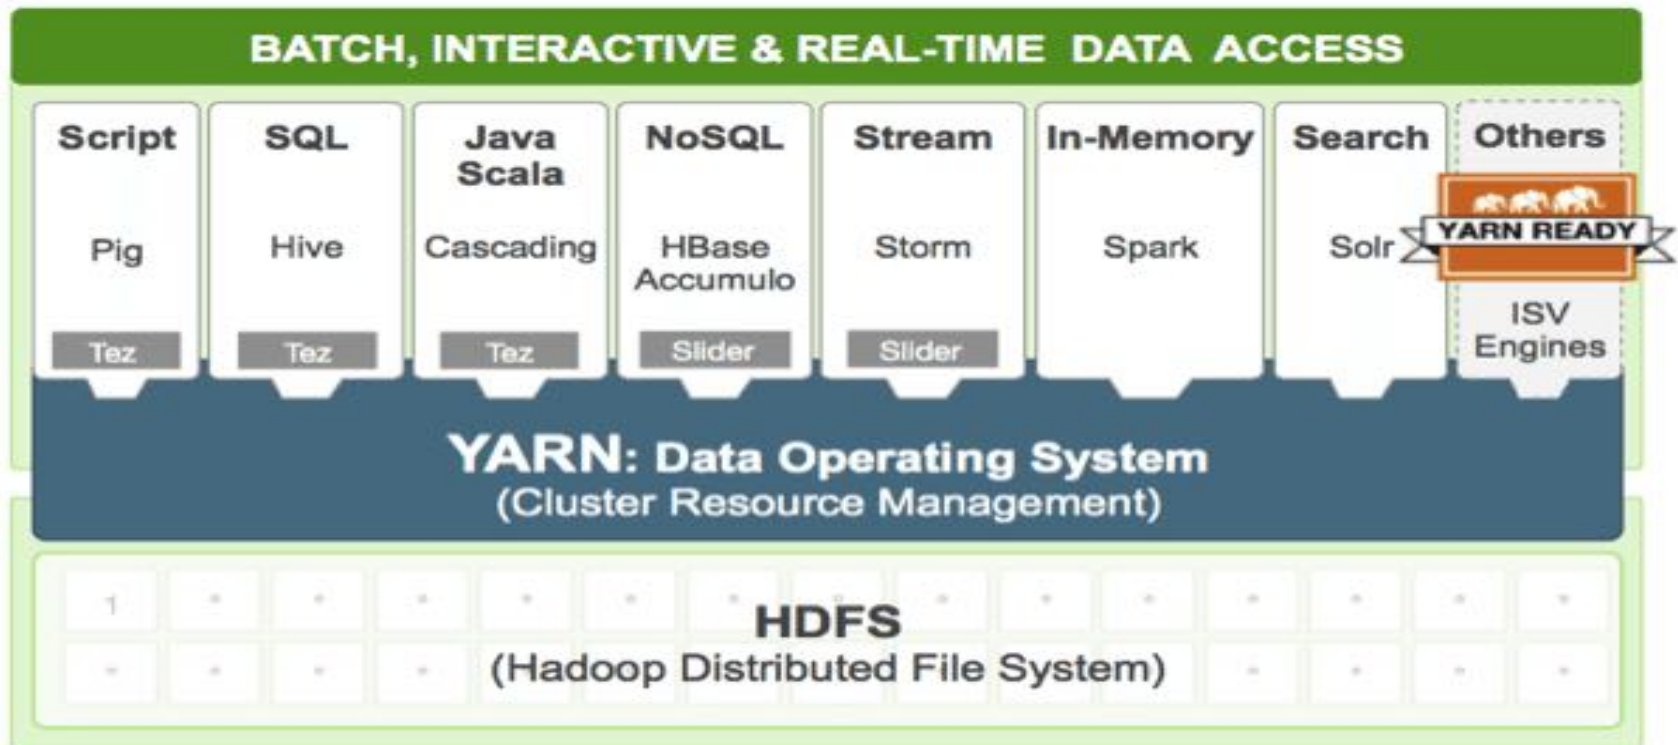 BATCH, INTERACTIVE & REAL-TIME DATA ACCESS
Script
Pig
Tez
SQL
Hive
Tez
Java
Scala
Cascading
Tez
NoSQL
HBase
Accumulo
Slider
Stream
Storm
Slider
In-Memory
Spark
Search
Solr
Others
YARN READY
ISV
Engines
YARN: Data Operating System
(Cluster Resource Management)
1
HDFS
(Hadoop Distributed File System)